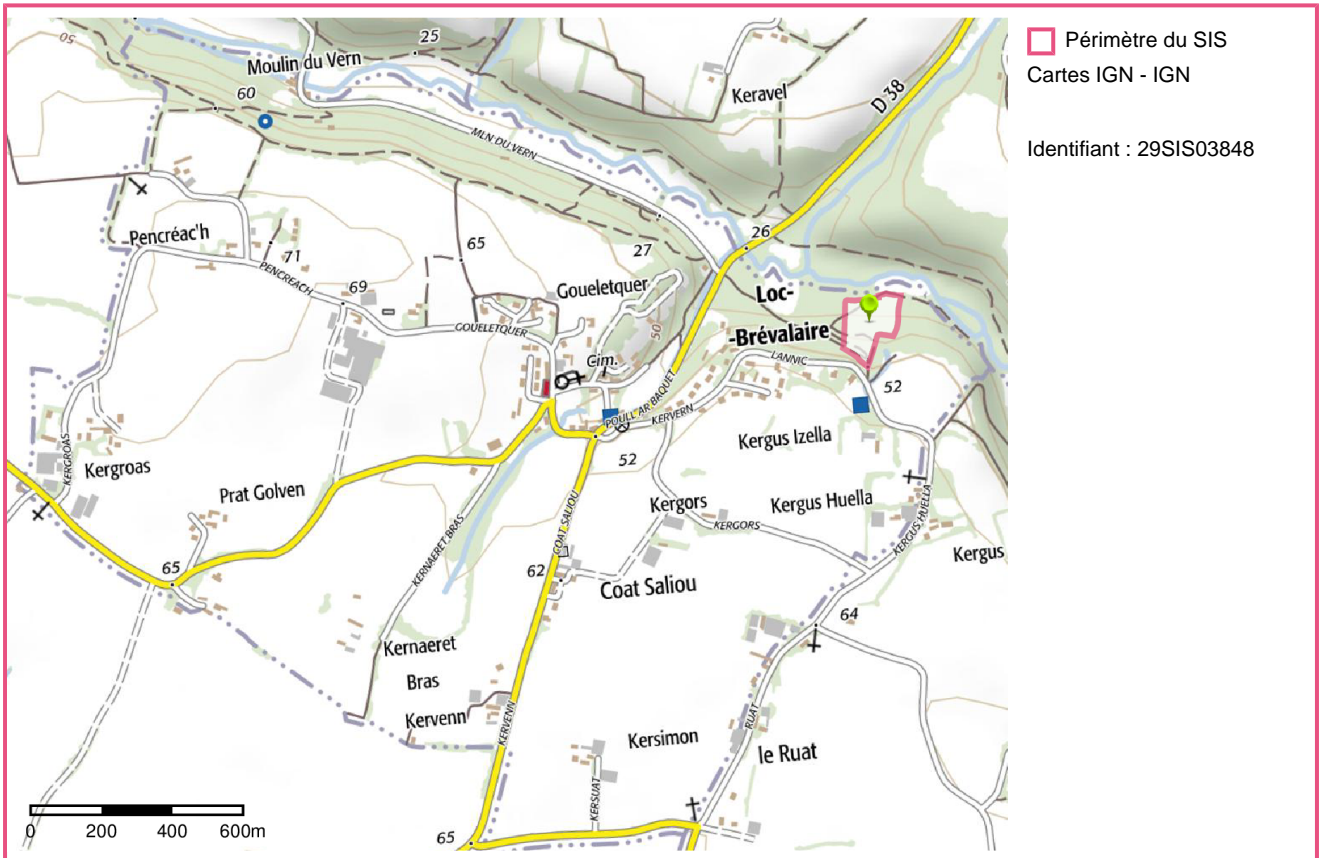 50
25
Moulin du Vern
Périmètre du SIS
Cartes IGN - IGN
Identifiant : 29SIS03848
60
Keravel
D 38
MLN DU VERN
Pencréac'h
71
65
27
26
PENCREACH
69
Goueletquer
Loc-
-Brévalaire
GOUELETQUER
50
LANNIC
Cim.
52
POULL AR BAQUET
KERVERN
Kergus Izella
52
Kergroas
KERGROAS
Prat Golven
Kergors
Kergus Huella
KERGORS
KERGUS HUELLA
Kergus
COAT SALIOU
KERNAERET BRAS
65
62
Coat Saliou
64
Kernaeret
Bras
Kervenn
KERVENN
Kersimon
RUAT
le Ruat
KERSUAT
65
0 200 400 600m